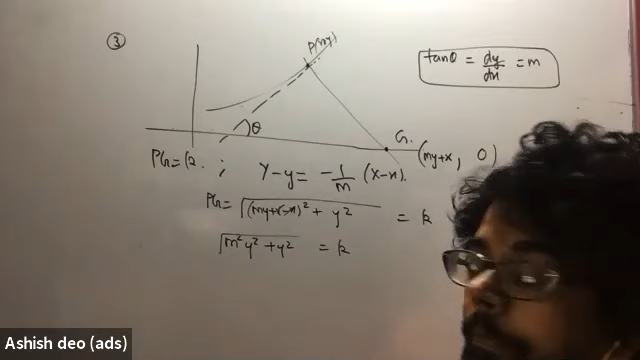 ③
P(x,y)
tanθ = dy/dx = m
θ
G.
(my+x, 0)
PG = k.
;
Y-y = -1/m (X-x).
PG = √(my+x-x)² + y² = k
√m²y² + y² = k
Ashish deo (ads)